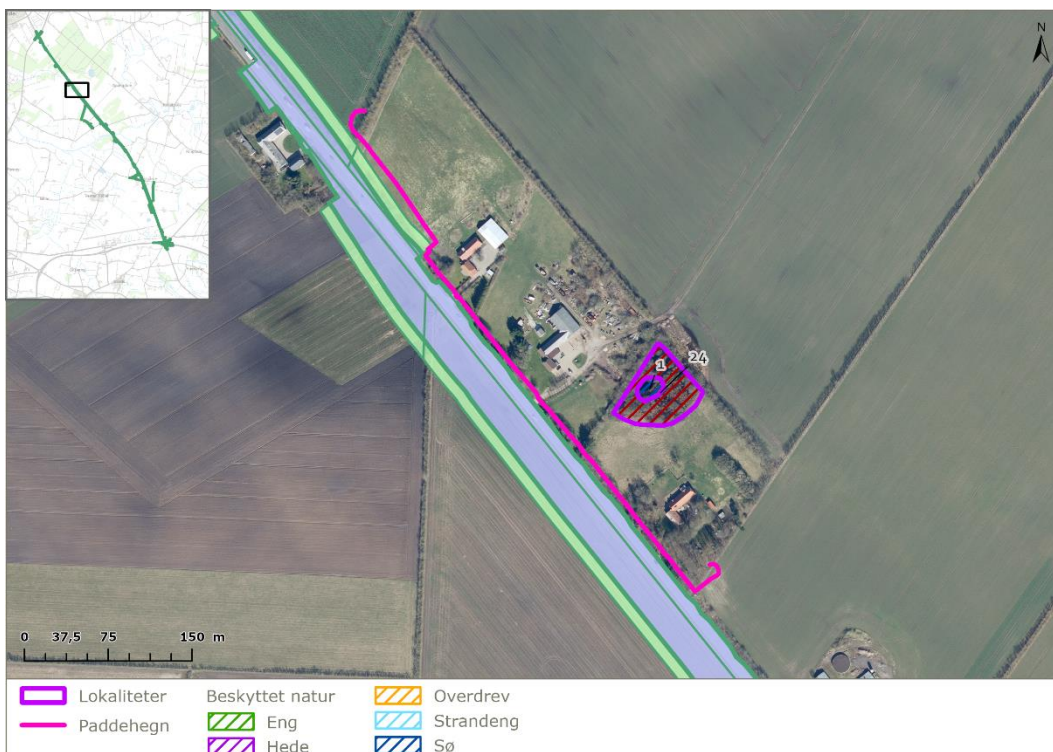 N
1
24
0 37,5 75 150 m
Lokaliteter
Paddehegn
Beskyttet natur
Eng
Hede
Overdrev
Strandeng
Sø